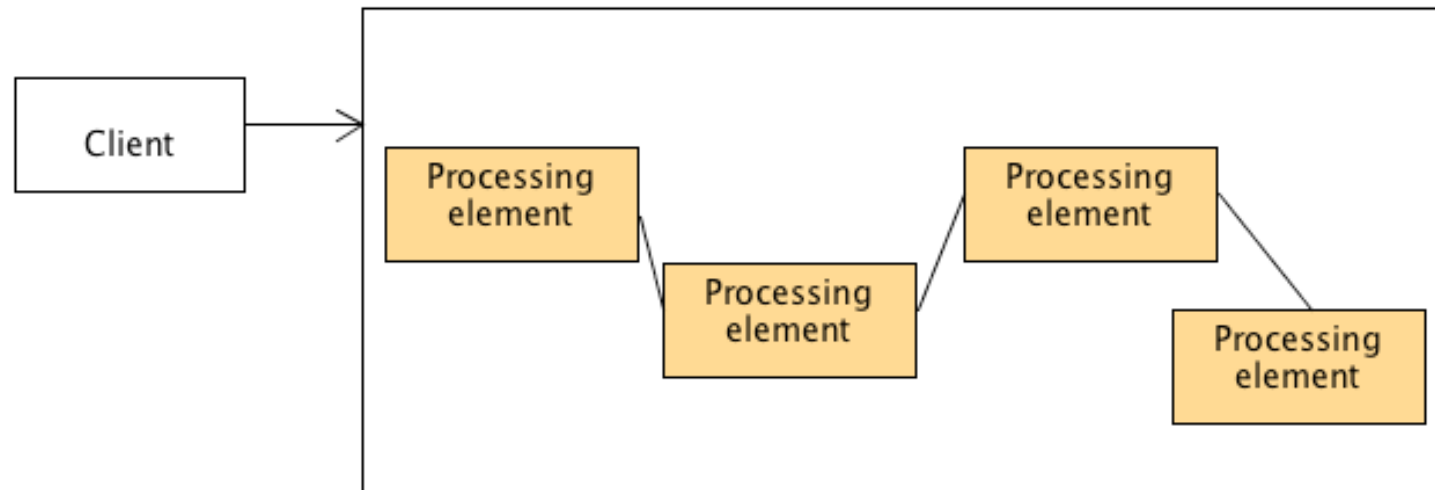 Client
Processing
element
Processing
element
Processing
element
Processing
element